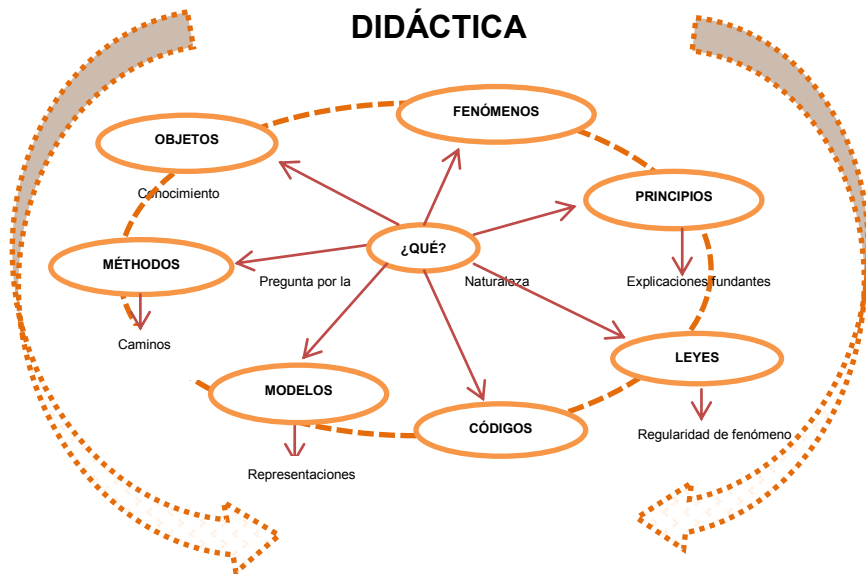 DIDÁCTICA
FENÓMENOS
OBJETOS
Conocimiento
PRINCIPIOS
¿QUÉ?
MÉTHODOS
Pregunta por la
Naturaleza
Explicaciones fundantes
Caminos
LEYES
MODELOS
CÓDIGOS
Regularidad de fenómeno
Representaciones